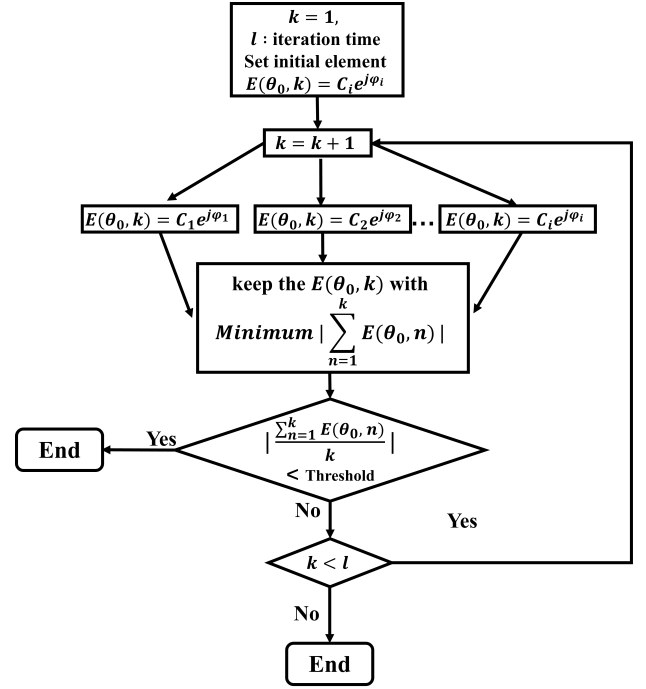 k = 1,
l : iteration time
Set initial element
E(θ₀, k) = Cᵢe^{jφᵢ}
k = k + 1
E(θ₀, k) = C₁e^{jφ₁}
E(θ₀, k) = C₂e^{jφ₂}
...
E(θ₀, k) = Cᵢe^{jφᵢ}
keep the E(θ₀, k) with
Minimum | ∑_{n=1}^{k} E(θ₀, n) |
| \frac{∑_{n=1}^{k} E(θ₀, n)}{k} |
< Threshold
Yes
End
No
Yes
k < l
No
End